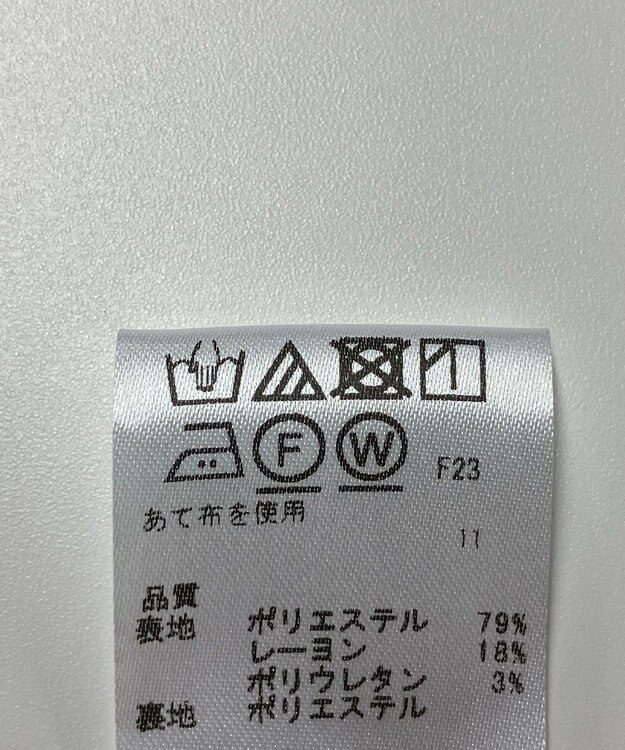 F W F23
あて布を使用
11
品質
表地 ポリエステル 79%
レーヨン 18%
ポリウレタン 3%
裏地 ポリエステル